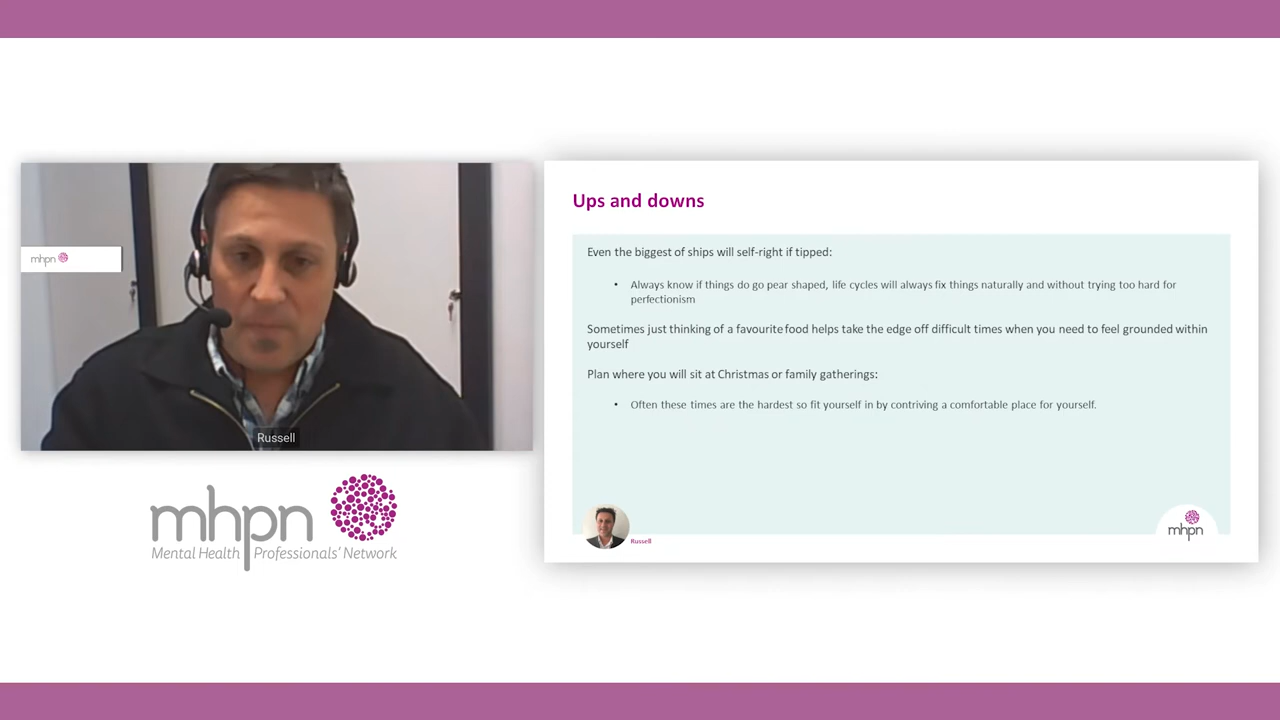 mhpn
Russell
mhpn
Mental Health Professionals' Network
Ups and downs
Even the biggest of ships will self-right if tipped:
• Always know if things do go pear shaped, life cycles will always fix things naturally and without trying too hard for
perfectionism
Sometimes just thinking of a favourite food helps take the edge off difficult times when you need to feel grounded within
yourself
Plan where you will sit at Christmas or family gatherings:
• Often these times are the hardest so fit yourself in by contriving a comfortable place for yourself.
Russell
mhpn